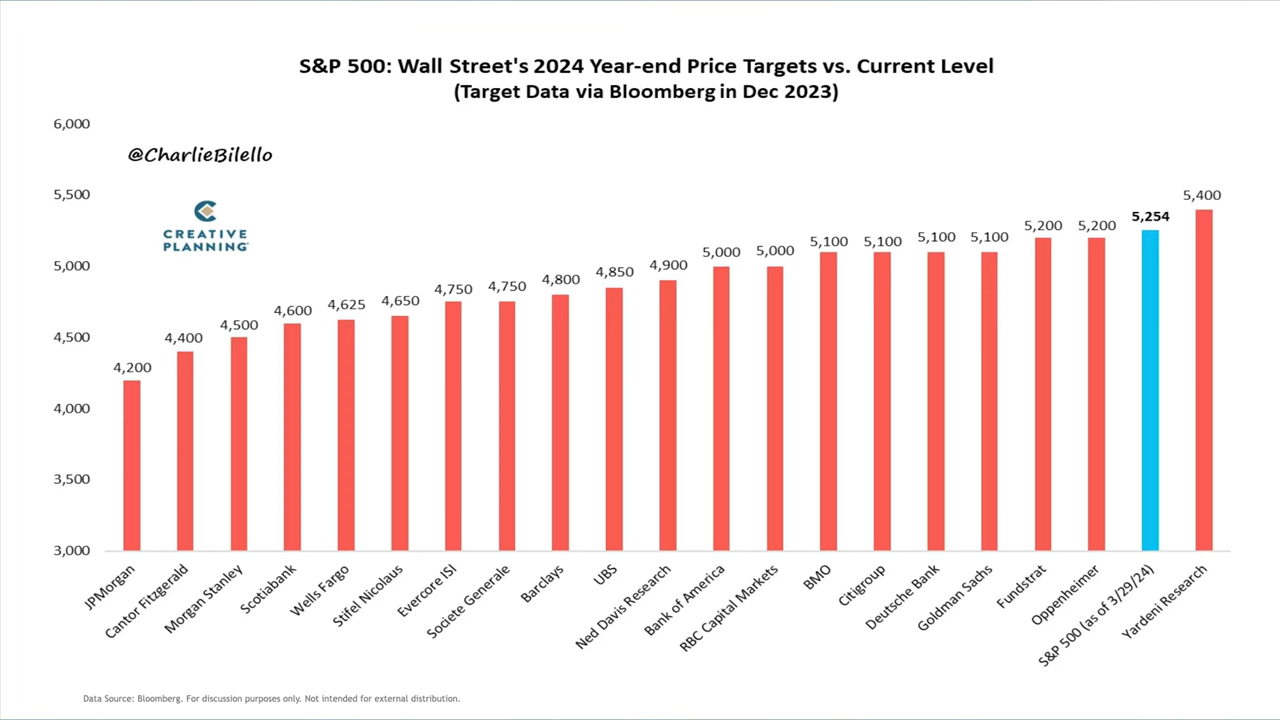 S&P 500: Wall Street's 2024 Year-end Price Targets vs. Current Level
(Target Data via Bloomberg in Dec 2023)
@CharlieBilello
CREATIVE
PLANNING
6,000
5,500
5,000
4,500
4,000
3,500
3,000
4,200
4,400
4,500
4,600
4,625
4,650
4,750
4,750
4,800
4,850
4,900
5,000
5,000
5,100
5,100
5,100
5,100
5,200
5,200
5,254
5,400
JPMorgan
Cantor Fitzgerald
Morgan Stanley
Scotiabank
Wells Fargo
Stifel Nicolaus
Evercore ISI
Societe Generale
Barclays
UBS
Ned Davis Research
Bank of America
RBC Capital Markets
BMO
Citigroup
Deutsche Bank
Goldman Sachs
Fundstrat
Oppenheimer
S&P 500 (as of 3/29/24)
Yardeni Research
Data Source: Bloomberg. For discussion purposes only. Not intended for external distribution.